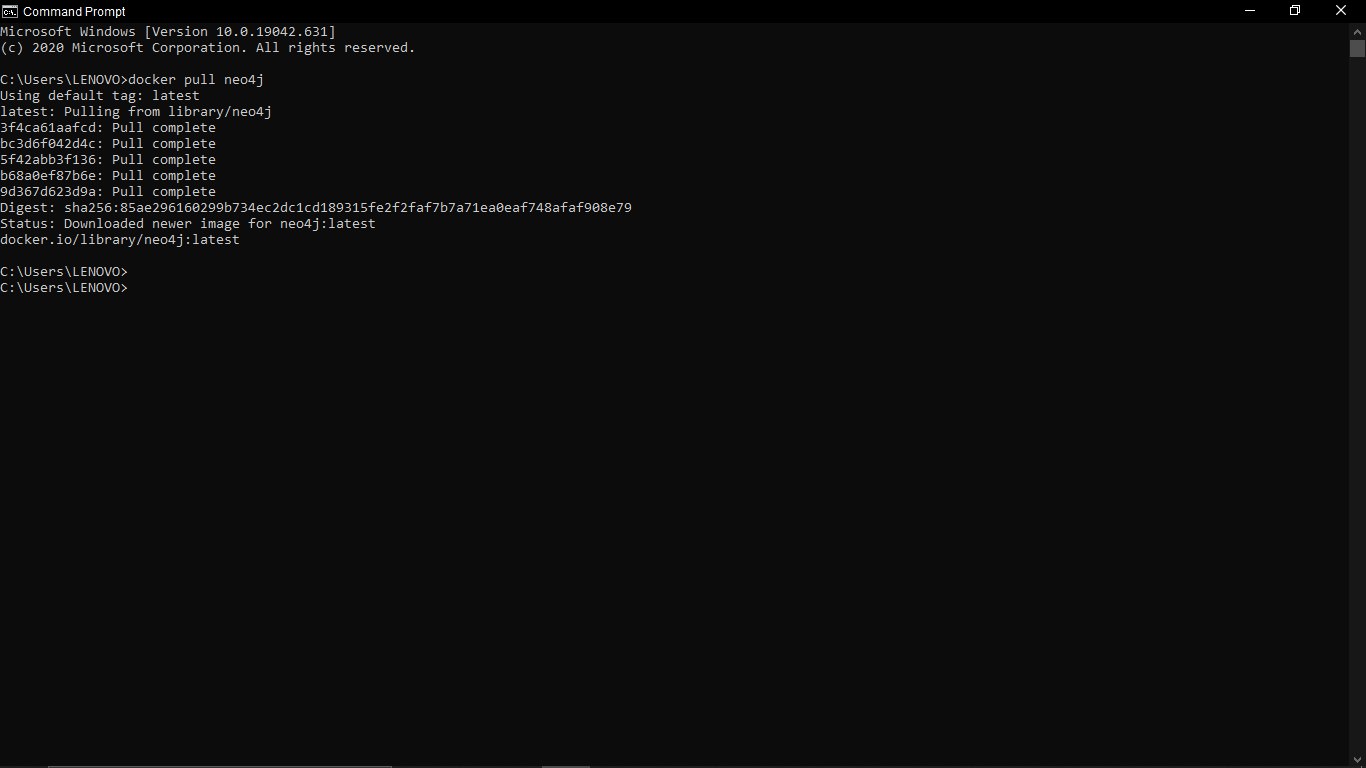 Command Prompt
Microsoft Windows [Version 10.0.19042.631]
(c) 2020 Microsoft Corporation. All rights reserved.
C:\Users\LENOVO>docker pull neo4j
Using default tag: latest
latest: Pulling from library/neo4j
3f4ca61aafcd: Pull complete
bc3d6f042d4c: Pull complete
5f42abb3f136: Pull complete
b68a0ef87b6e: Pull complete
9d367d623d9a: Pull complete
Digest: sha256:85ae296160299b734ec2dc1cd189315fe2f2faf7b7a71ea0eaf748afaf908e79
Status: Downloaded newer image for neo4j:latest
docker.io/library/neo4j:latest
C:\Users\LENOVO>
C:\Users\LENOVO>